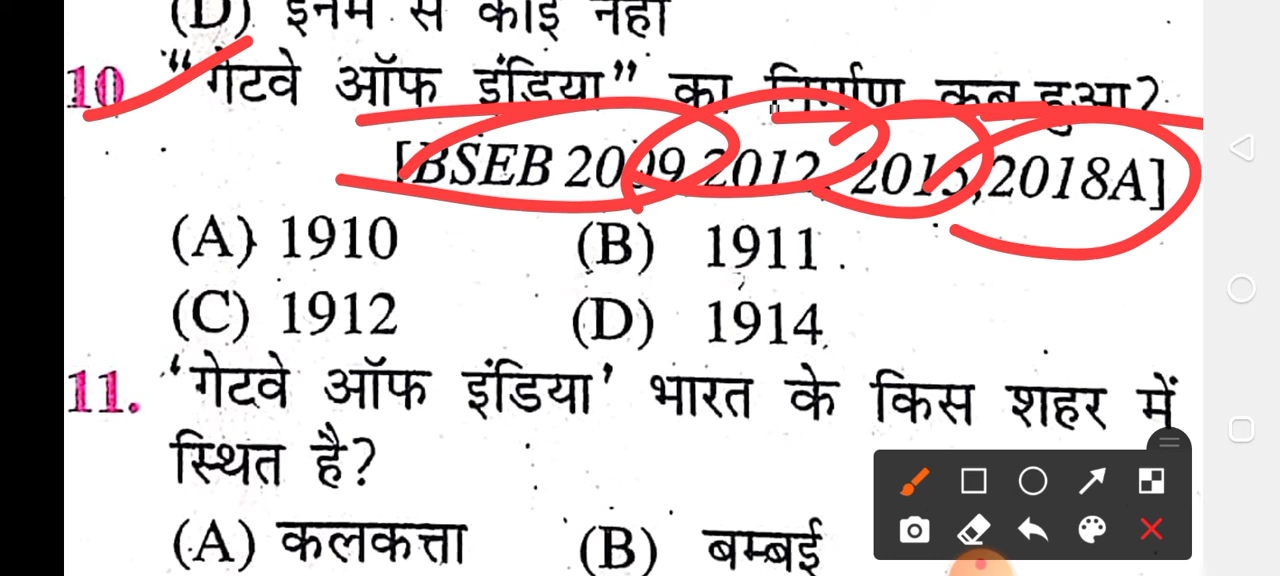 (D) इनमें से कोई नहीं
10 “गेटवे ऑफ इंडिया” का निर्माण कब हुआ?
[BSEB 2009, 2012, 2015, 2018A]
(A) 1910 (B) 1911
(C) 1912 (D) 1914
11. ‘गेटवे ऑफ इंडिया’ भारत के किस शहर में
स्थित है?
(A) कलकत्ता (B) बम्बई